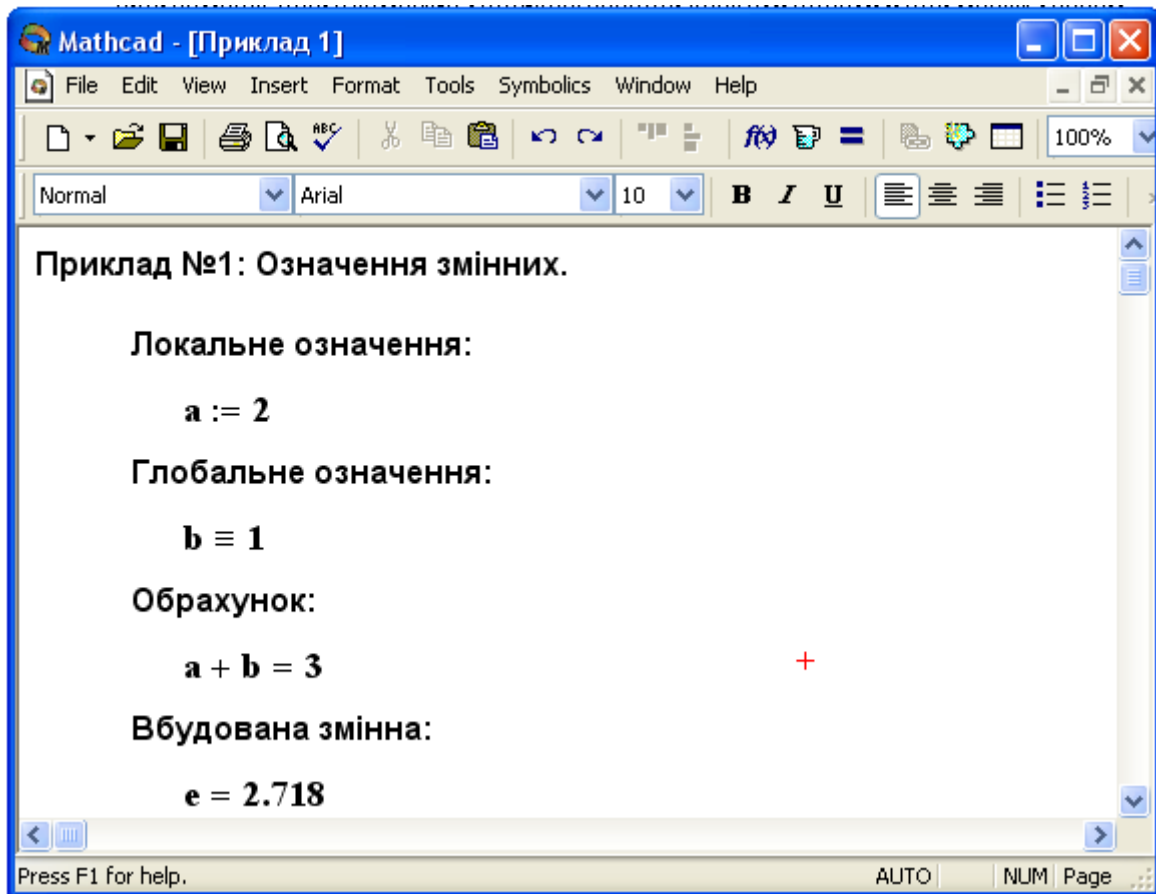 Mathcad - [Приклад 1]
File Edit View Insert Format Tools Symbolics Window Help
ABC f(x) 100%
Normal Arial 10 B I U
Приклад №1: Означення змінних.
Локальне означення:
a := 2
Глобальне означення:
b ≡ 1
Обрахунок:
a + b = 3
Вбудована змінна:
e = 2.718
Press F1 for help. AUTO NUM Page